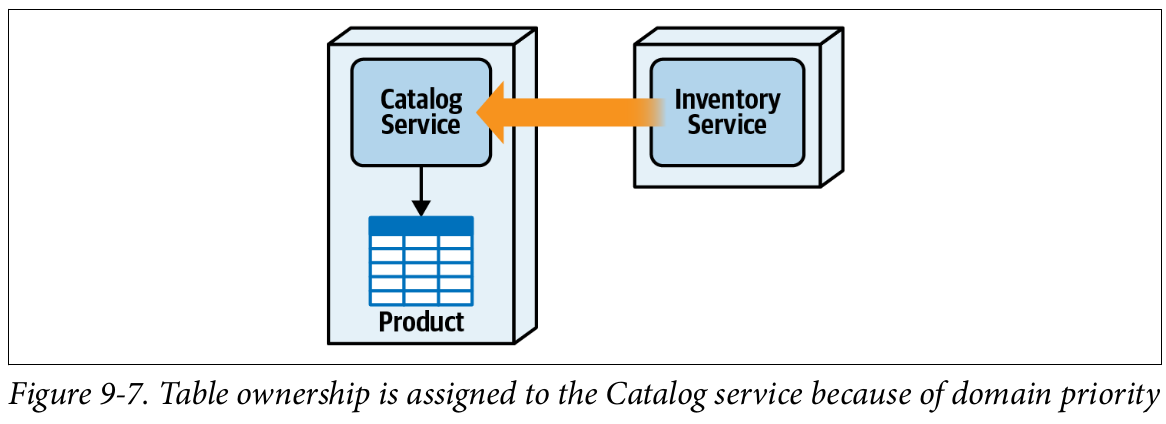 Catalog
Service
Inventory
Service
Product
Figure 9-7. Table ownership is assigned to the Catalog service because of domain priority